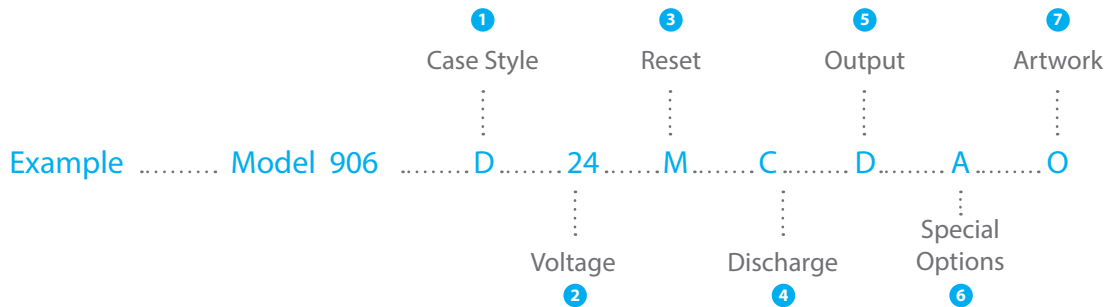 1 3 5 7
Case Style Reset Output Artwork
Example ......... Model 906 ........ D ........ 24 ........ M ........ C ........ D ........ A ........ O
Special
Voltage Discharge Options
2 4 6